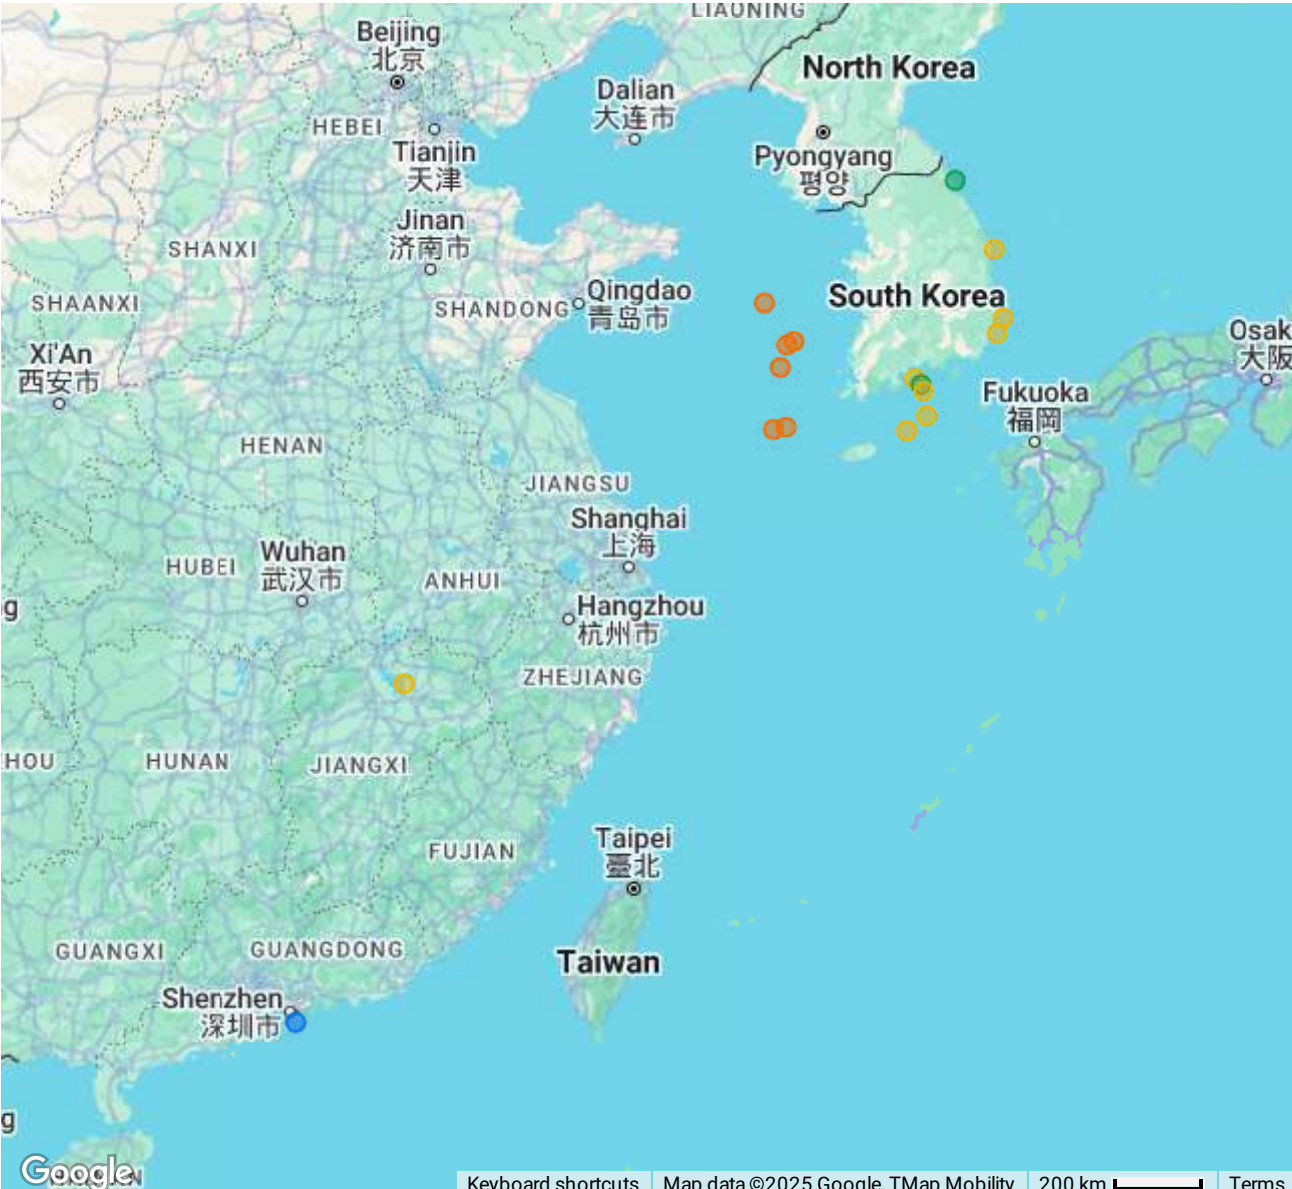 LIAONING
Beijing
北京
North Korea
Dalian
大连市
HEBEI
Tianjin
天津
Pyongyang
평양
Jinan
济南市
SHANXI
SHAANXI
SHANDONG
Qingdao
青岛市
South Korea
Xi'An
西安市
Osak
大阪
Fukuoka
福岡
HENAN
JIANGSU
Shanghai
上海
Wuhan
武汉市
HUBEI
ANHUI
g
Hangzhou
杭州市
ZHEJIANG
HOU
HUNAN
JIANGXI
Taipei
臺北
FUJIAN
GUANGXI
GUANGDONG
Taiwan
Shenzhen
深圳市
g
Google
Keyboard shortcuts
Map data ©2025 Google, TMap Mobility
200 km
Terms